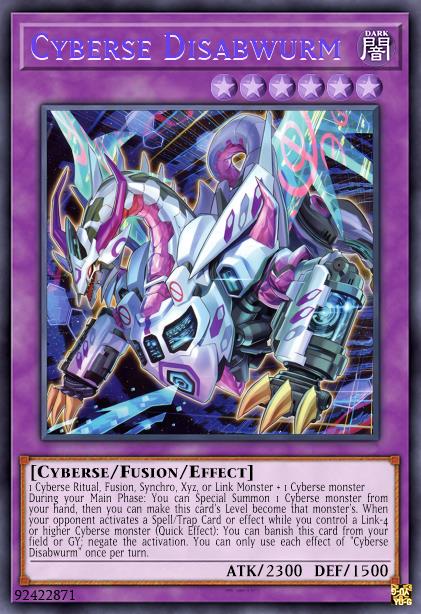 CYBERSE DISABWURM
DARK
闇
[CYBERSE/FUSION/EFFECT]
1 Cyberse Ritual, Fusion, Synchro, Xyz, or Link Monster + 1 Cyberse monster
During your Main Phase: You can Special Summon 1 Cyberse monster from
your hand, then you can make this card's Level become that monster's. When
your opponent activates a Spell/Trap Card or effect while you control a Link-4
or higher Cyberse monster (Quick Effect): You can banish this card from your
field or GY; negate the activation. You can only use each effect of "Cyberse
Disabwurm" once per turn.
ATK/2300 DEF/1500
92422871